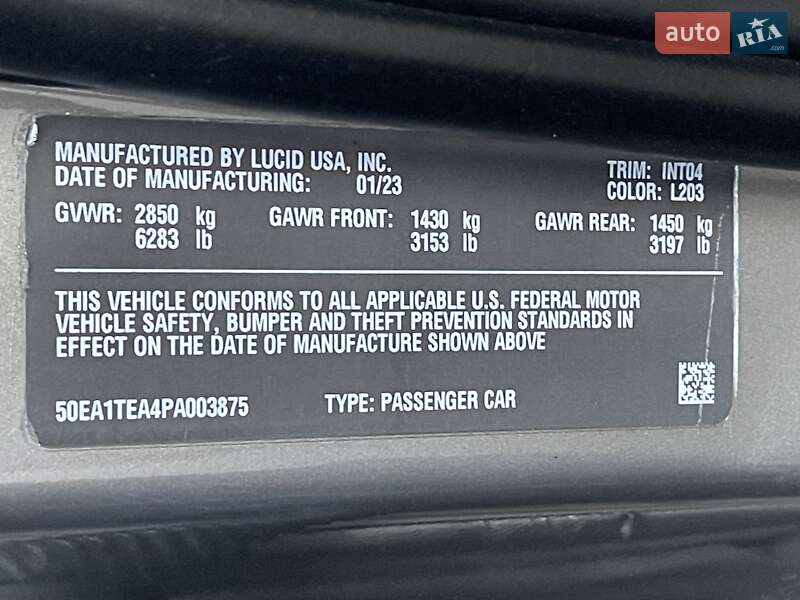 auto RIA.com
MANUFACTURED BY LUCID USA, INC.
DATE OF MANUFACTURING: 01/23
TRIM: INT04
COLOR: L203
GVWR: 2850 kg GAWR FRONT: 1430 kg GAWR REAR: 1450 kg
6283 lb 3153 lb 3197 lb
THIS VEHICLE CONFORMS TO ALL APPLICABLE U.S. FEDERAL MOTOR
VEHICLE SAFETY, BUMPER AND THEFT PREVENTION STANDARDS IN
EFFECT ON THE DATE OF MANUFACTURE SHOWN ABOVE
50EA1TEA4PA003875 TYPE: PASSENGER CAR